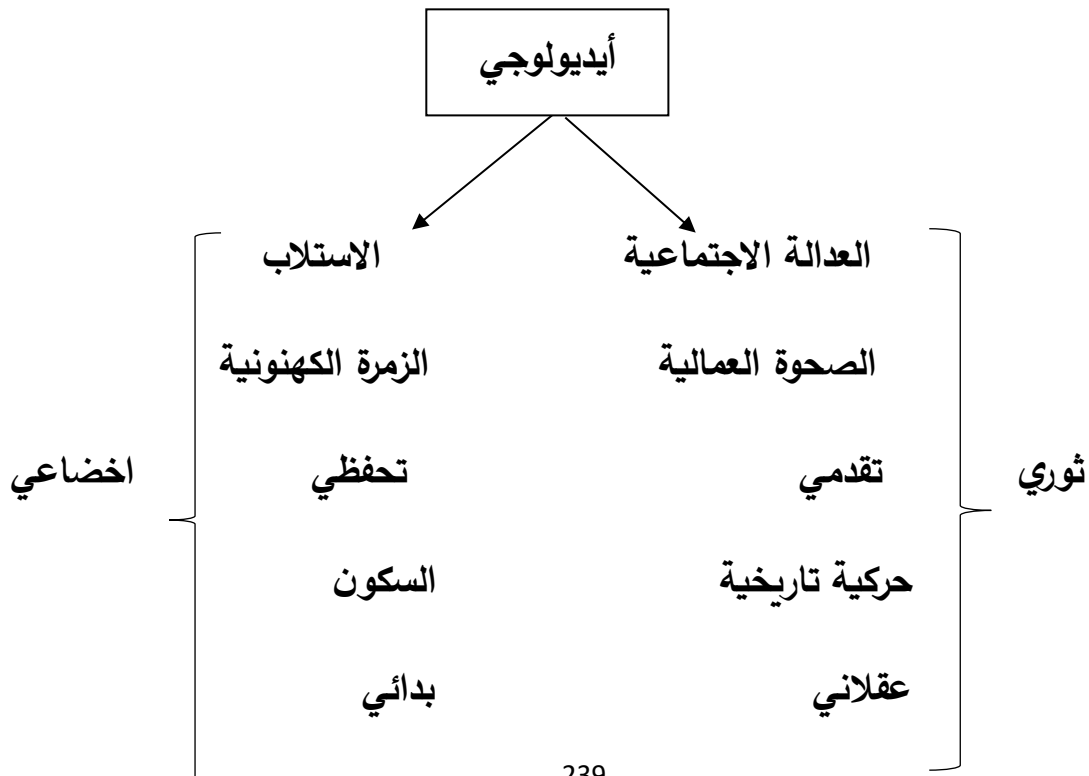 أيديولوجي
العدالة الاجتماعية الاستلاب
الصحوة العمالية الزمرة الكهنونية
ثوري تقدمي تحفظي اخضاعي
حركية تاريخية السكون
عقلاني بدائي
239